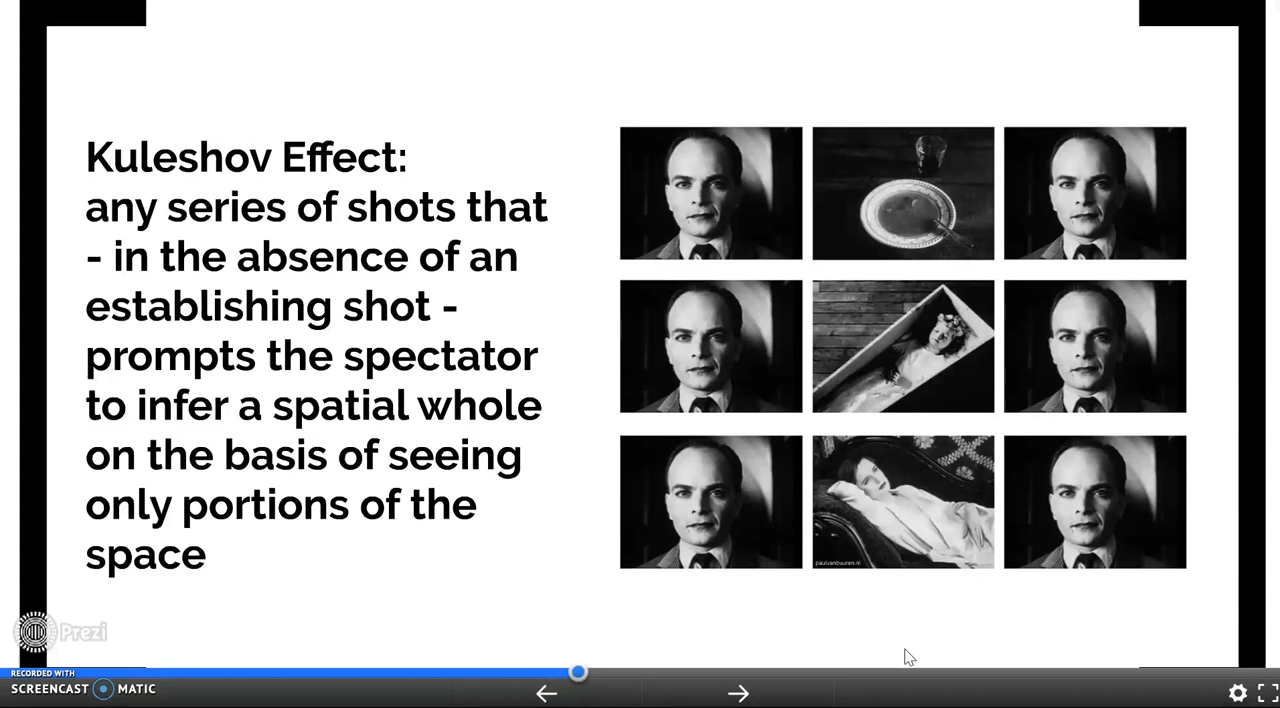 Kuleshov Effect:
any series of shots that
- in the absence of an
establishing shot -
prompts the spectator
to infer a spatial whole
on the basis of seeing
only portions of the
space
paulvanbuuren.nl
Prezi
RECORDED WITH
SCREENCAST MATIC